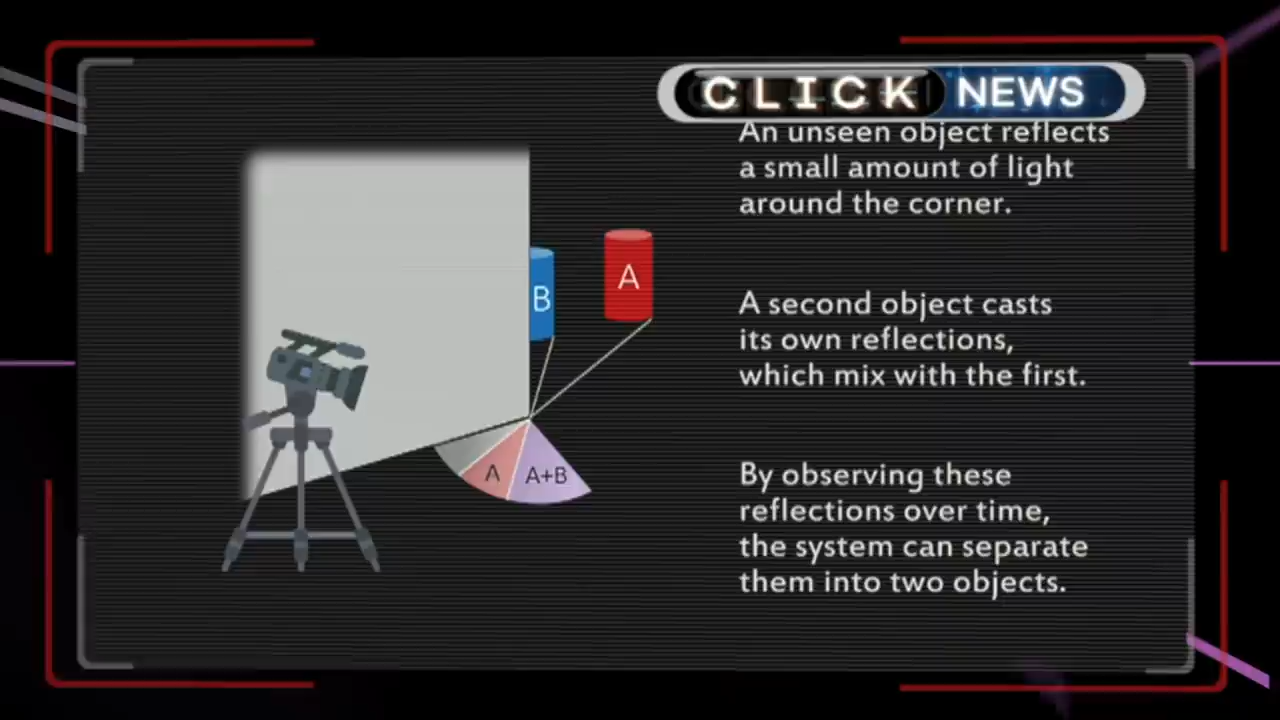 CLICK NEWS
An unseen object reflects
a small amount of light
around the corner.
A second object casts
its own reflections,
which mix with the first.
By observing these
reflections over time,
the system can separate
them into two objects.
B
A
A
A+B